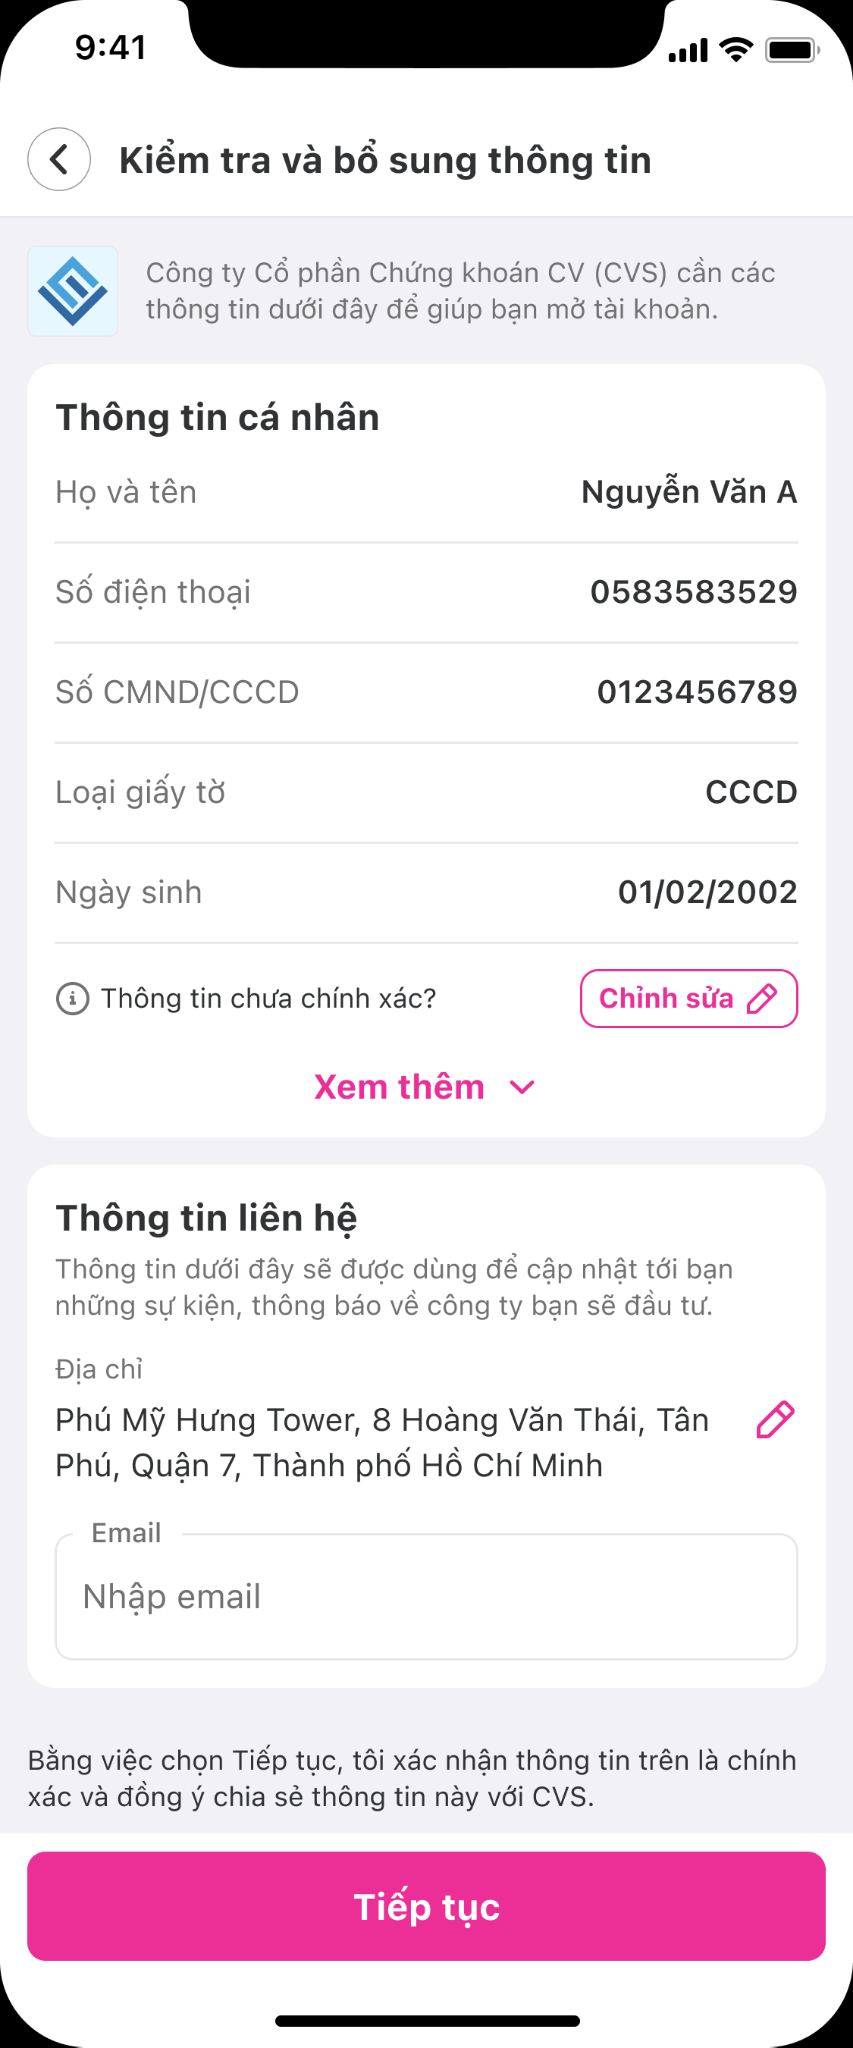 9:41
Kiểm tra và bổ sung thông tin
Công ty Cổ phần Chứng khoán CV (CVS) cần các
thông tin dưới đây để giúp bạn mở tài khoản.
Thông tin cá nhân
Họ và tên
Nguyễn Văn A
Số điện thoại
0583583529
Số CMND/CCCD
0123456789
Loại giấy tờ
CCCD
Ngày sinh
01/02/2002
Thông tin chưa chính xác?
Chỉnh sửa
Xem thêm
Thông tin liên hệ
Thông tin dưới đây sẽ được dùng để cập nhật tới bạn
những sự kiện, thông báo về công ty bạn sẽ đầu tư.
Địa chỉ
Phú Mỹ Hưng Tower, 8 Hoàng Văn Thái, Tân
Phú, Quận 7, Thành phố Hồ Chí Minh
Email
Nhập email
Bằng việc chọn Tiếp tục, tôi xác nhận thông tin trên là chính
xác và đồng ý chia sẻ thông tin này với CVS.
Tiếp tục